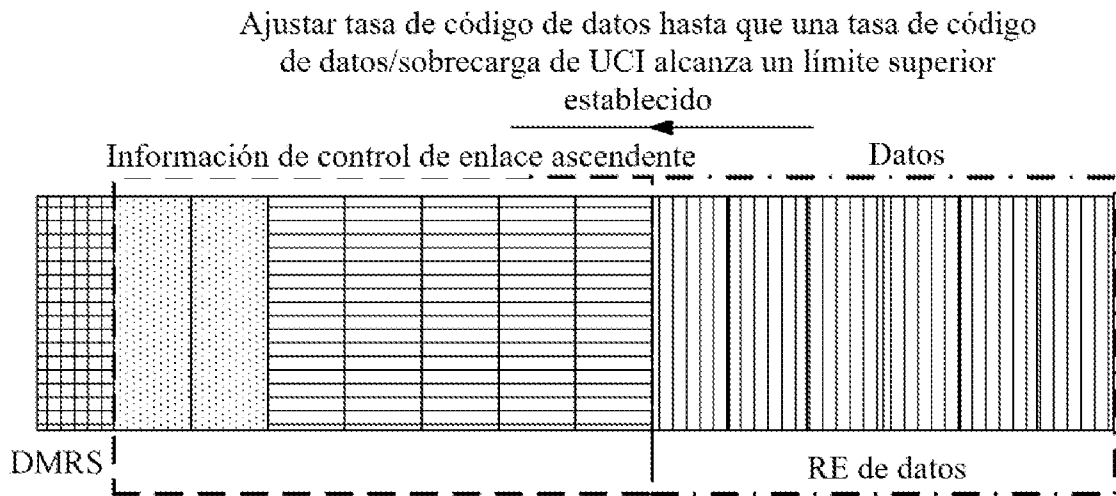 Ajustar tasa de código de datos hasta que una tasa de código
de datos/sobrecarga de UCI alcanza un límite superior
establecido
Información de control de enlace ascendente
Datos
DMRS
RE de datos